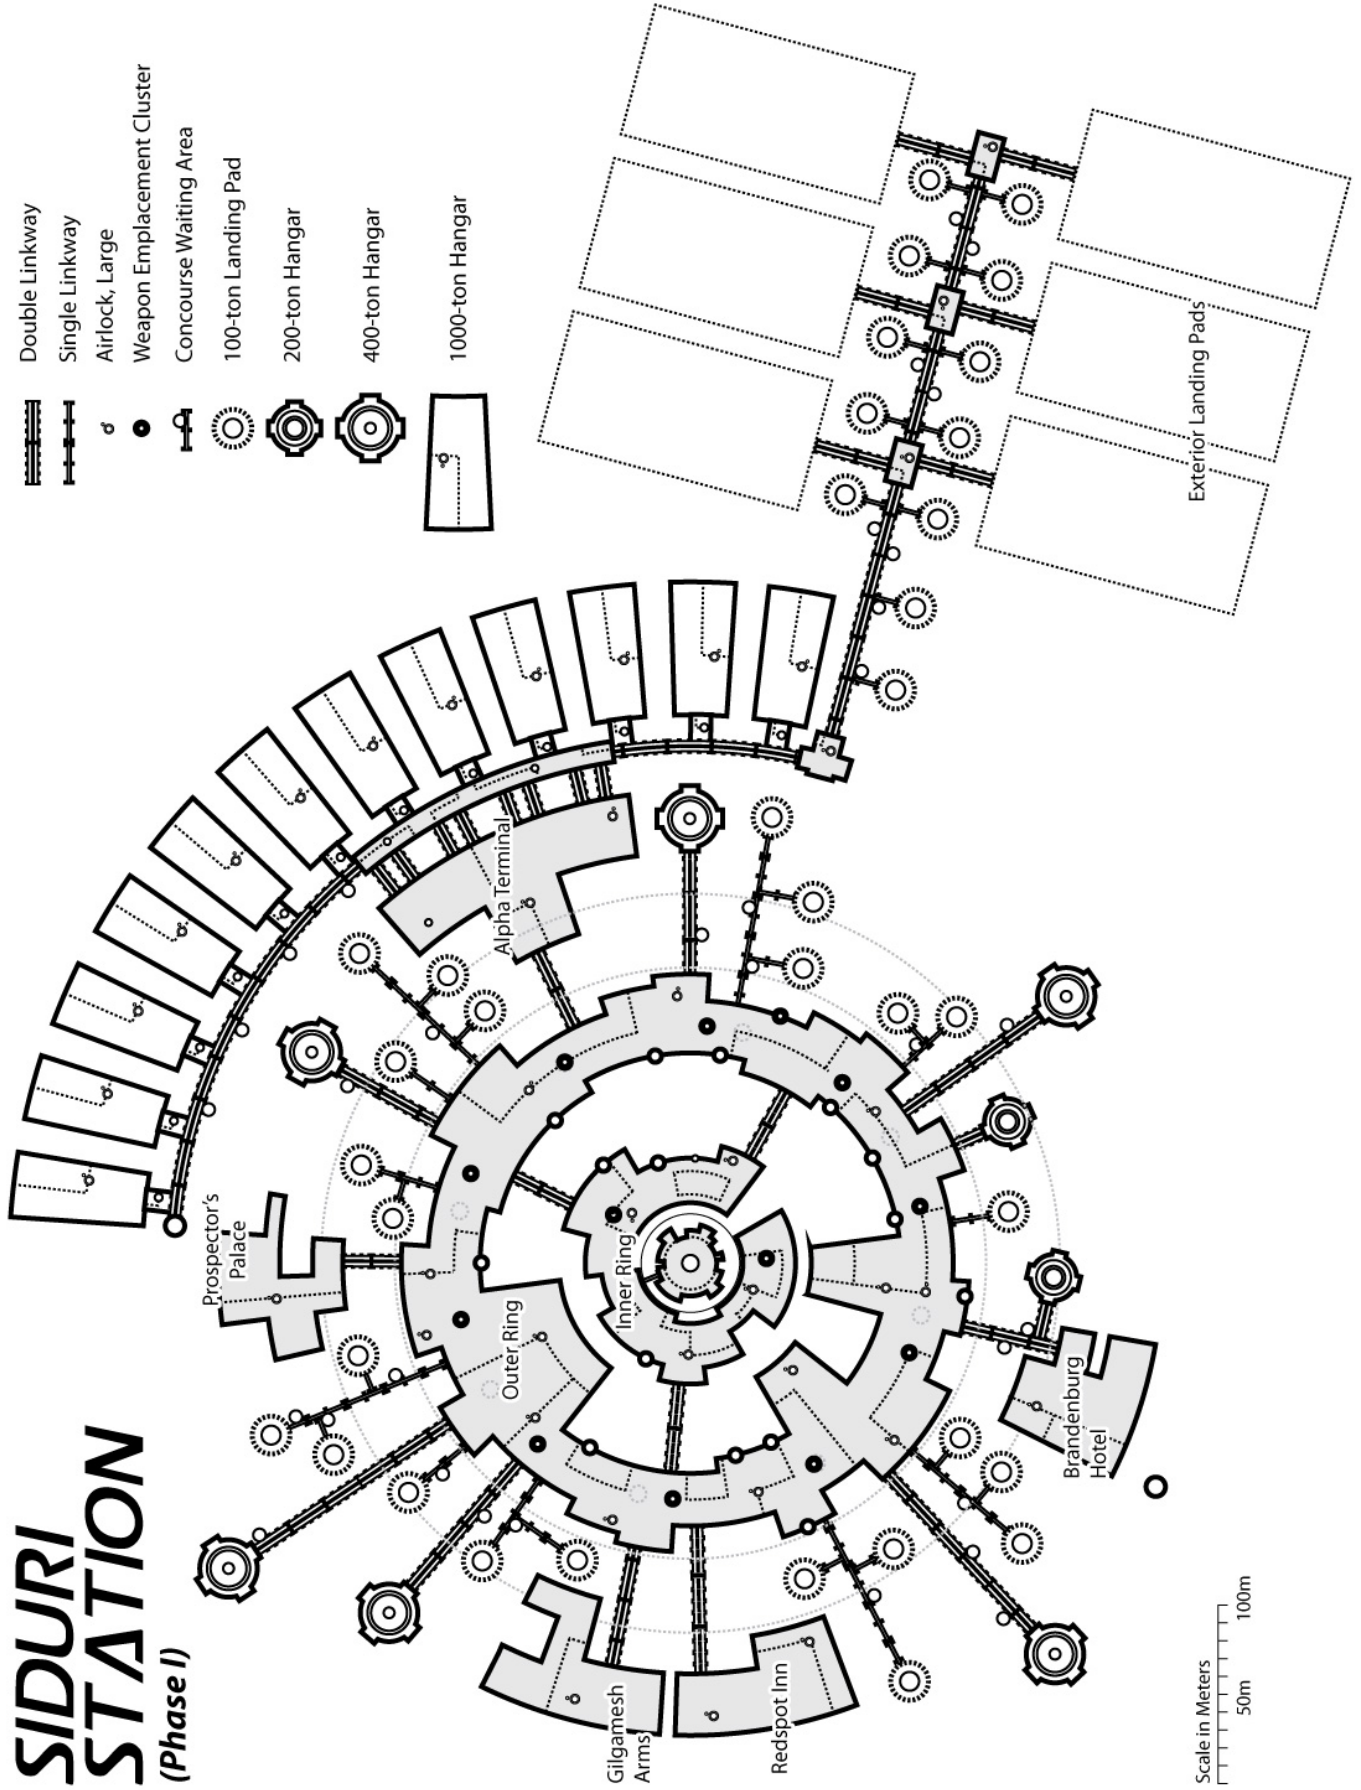 SIDURI
STATION
(Phase I)
Double Linkway
Single Linkway
Airlock, Large
Weapon Emplacement Cluster
Concourse Waiting Area
100-ton Landing Pad
200-ton Hangar
400-ton Hangar
1000-ton Hangar
Prospector's
Palace
Alpha Terminal
Outer Ring
Inner Ring
Gilgamesh
Arms
Redspot Inn
Brandenburg
Hotel
Exterior Landing Pads
Scale in Meters
50m
100m